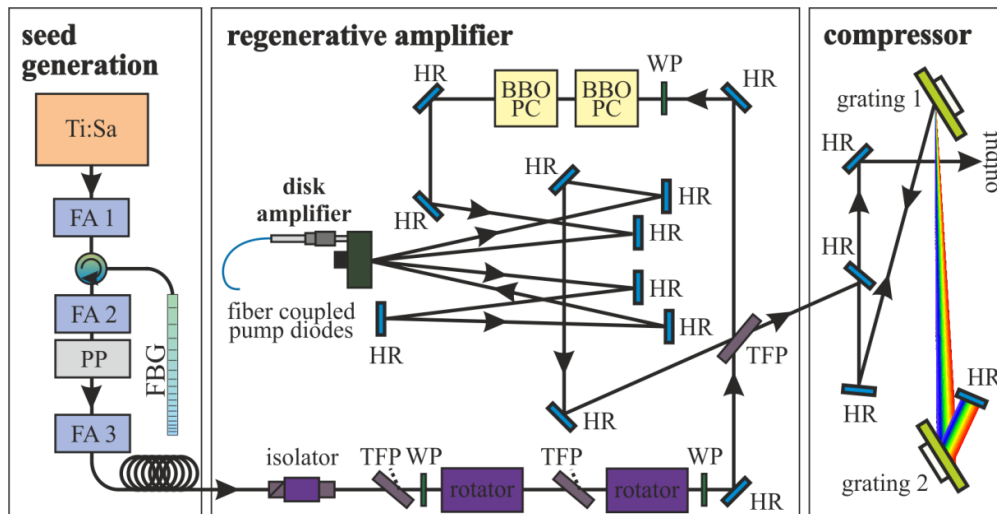 seed
generation
Ti:Sa
FA 1
FA 2
PP
FA 3
FBG
regenerative amplifier
HR
BBO
PC
BBO
PC
WP
HR
HR
HR
HR
HR
HR
HR
HR
HR
disk
amplifier
fiber coupled
pump diodes
TFP
isolator
TFP
WP
rotator
TFP
rotator
WP
HR
compressor
grating 1
HR
output
HR
HR
HR
grating 2